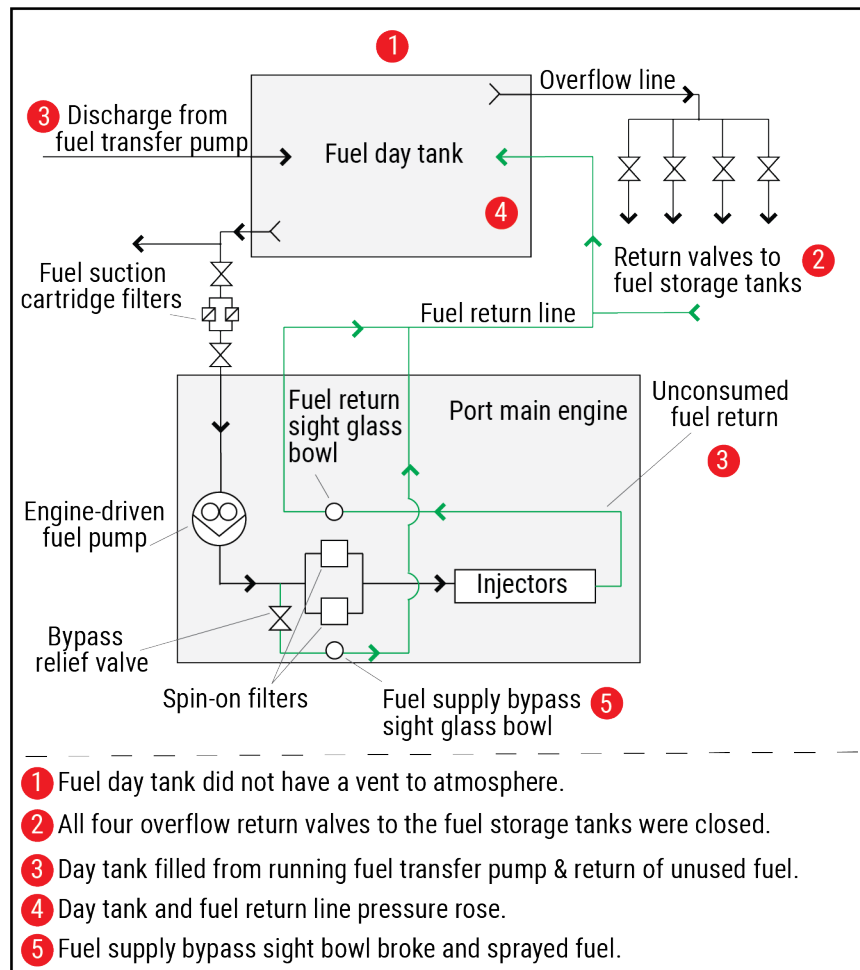 1
Overflow line
3 Discharge from
fuel transfer pump
Fuel day tank
4
Return valves to
fuel storage tanks
2
Fuel suction
cartridge filters
Fuel return line
Fuel return
sight glass
bowl
Port main engine
Unconsumed
fuel return
3
Engine-driven
fuel pump
Injectors
Bypass
relief valve
Spin-on filters
Fuel supply bypass
sight glass bowl
5
1 Fuel day tank did not have a vent to atmosphere.
2 All four overflow return valves to the fuel storage tanks were closed.
3 Day tank filled from running fuel transfer pump & return of unused fuel.
4 Day tank and fuel return line pressure rose.
5 Fuel supply bypass sight bowl broke and sprayed fuel.